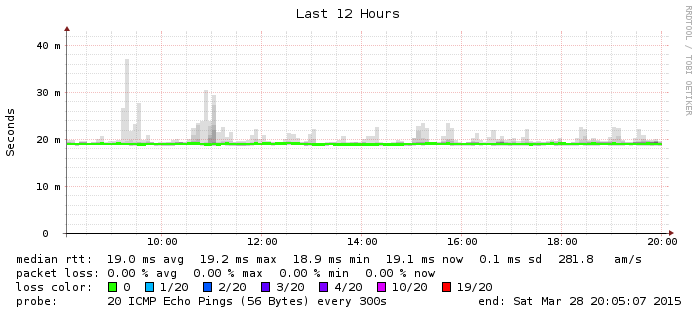 Last 12 Hours
RRDTOOL / TOBI OETIKER
Seconds
40 m
30 m
20 m
10 m
0
10:00 12:00 14:00 16:00 18:00 20:00
median rtt: 19.0 ms avg 19.2 ms max 18.9 ms min 19.1 ms now 0.1 ms sd 281.8 am/s
packet loss: 0.00 % avg 0.00 % max 0.00 % min 0.00 % now
loss color: 0 1/20 2/20 3/20 4/20 10/20 19/20
probe: 20 ICMP Echo Pings (56 Bytes) every 300s end: Sat Mar 28 20:05:07 2015